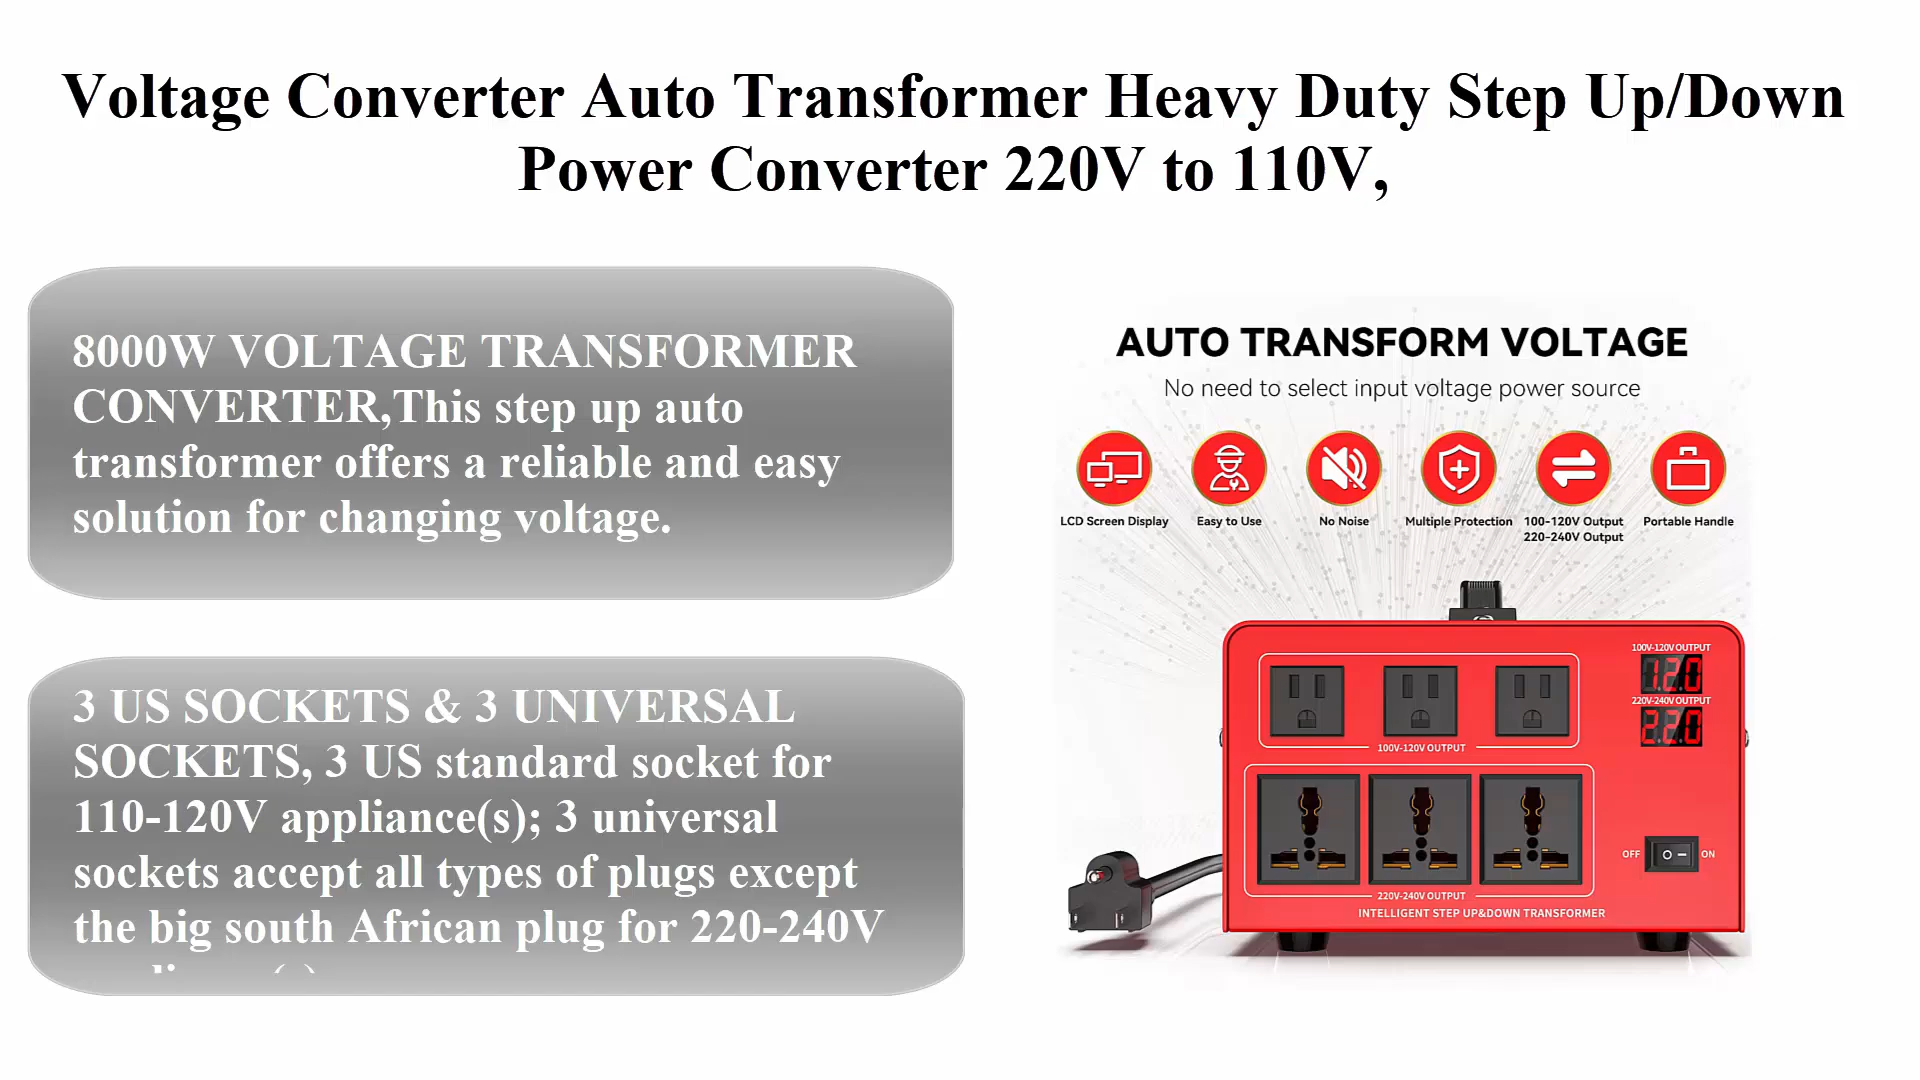 Voltage Converter Auto Transformer Heavy Duty Step Up/Down
Power Converter 220V to 110V,
8000W VOLTAGE TRANSFORMER
CONVERTER,This step up auto
transformer offers a reliable and easy
solution for changing voltage.
3 US SOCKETS & 3 UNIVERSAL
SOCKETS, 3 US standard socket for
110-120V appliance(s); 3 universal
sockets accept all types of plugs except
the big south African plug for 220-240V
AUTO TRANSFORM VOLTAGE
No need to select input voltage power source
LCD Screen Display
Easy to Use
No Noise
Multiple Protection
100-120V Output
220-240V Output
Portable Handle
100V-120V OUTPUT
120
220V-240V OUTPUT
220
100V-120V OUTPUT
OFF
ON
220V-240V OUTPUT
INTELLIGENT STEP UP&DOWN TRANSFORMER